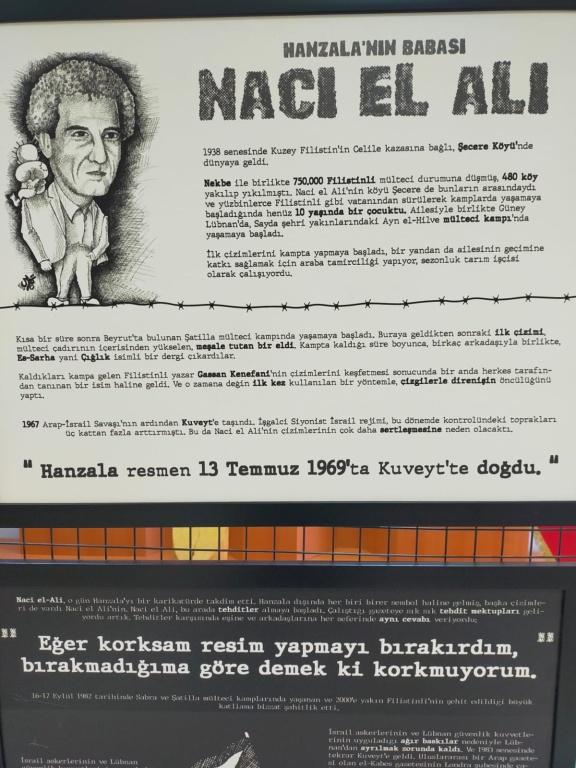 HANZALA'NIN BABASI
NACI EL ALI
1938 senesinde Kuzey Filistin'in Celile kazasına bağlı, Şecere Köyü'nde
dünyaya geldi.
Nekbe ile birlikte 750,000 Filistinli mülteci durumuna düşmüş, 480 köy
yakılıp yıkılmıştı. Naci el Ali'nin köyü Şecere de bunların arasındaydı
ve yüzbinlerce Filistinli gibi vatanından sürülerek kamplarda yaşamaya
başladığında henüz 10 yaşında bir çocuktu. Ailesiyle birlikte Güney
Lübnan'da, Sayda şehri yakınlarındaki Ayn el-Hilve mülteci kampı'nda
yaşamaya başladı.
İlk çizimlerini kampta yapmaya başladı, bir yandan da ailesinin geçimine
katkı sağlamak için araba tamirciliği yapıyor, sezonluk tarım işçisi
olarak çalışıyordu.
Kısa bir süre sonra Beyrut'ta bulunan Şatilla mülteci kampında yaşamaya başladı. Buraya geldikten sonraki ilk çizimi,
mülteci çadırının içerisinden yükselen, meşale tutan bir eldi. Kampta kaldığı süre boyunca, birkaç arkadaşıyla birlikte,
Es-Sarha yani Çığlık isimli bir dergi çıkardılar.
Kaldıkları kampa gelen Filistinli yazar Gassan Kenefani'nin çizimlerini keşfetmesi sonucunda bir anda herkes tarafın-
dan tanınan bir isim haline geldi. Ve o zamana değin ilk kez kullanılan bir yöntemle, çizgilerle direnişin öncülüğünü
yaptı.
1967 Arap-İsrail Savaşı'nın ardından Kuveyt'e taşındı. İşgalci Siyonist İsrail rejimi, bu dönemde kontrolündeki toprakları
üç kattan fazla arttırmıştı. Bu da Naci el Ali'nin çizimlerinin çok daha sertleşmesine neden olacaktı.
" Hanzala resmen 13 Temmuz 1969'ta Kuveyt'te doğdu. "
Naci el-Ali, o gün Hanzala'yı bir karikatürde takdim etti. Hanzala dışında her biri birer sembol haline gelmiş, başka çizimle-
ri de vardı Naci el Ali'nin. Naci el Ali, bu arada tehditler almaya başladı. Çalıştığı gazeteye sık sık tehdit mektupları geli-
yordu artık. Tehditler karşısında eşine ve arkadaşlarına her seferinde aynı cevabı veriyordu;
" Eğer korksam resim yapmayı bırakırdım, "
bırakmadığıma göre demek ki korkmuyorum.
16-17 Eylül 1982 tarihinde Sabra ve Şatilla mülteci kamplarında yaşanan ve 2000'e yakın Filistinli'nin şehit edildiği büyük
katliama bizzat şahitlik etti.
İsrail askerlerinin ve Lübnan
İsrail askerlerinin ve Lübnan güvenlik kuvvetle-
rinin uyguladığı ağır baskılar nedeniyle Lüb-
nan'dan ayrılmak zorunda kaldı. Ve 1983 senesinde
tekrar Kuveyt'e geldi. Uluslararası bir Arap gazete-
si olan el-Kabes gazetesinin Londra şubesinde ça-